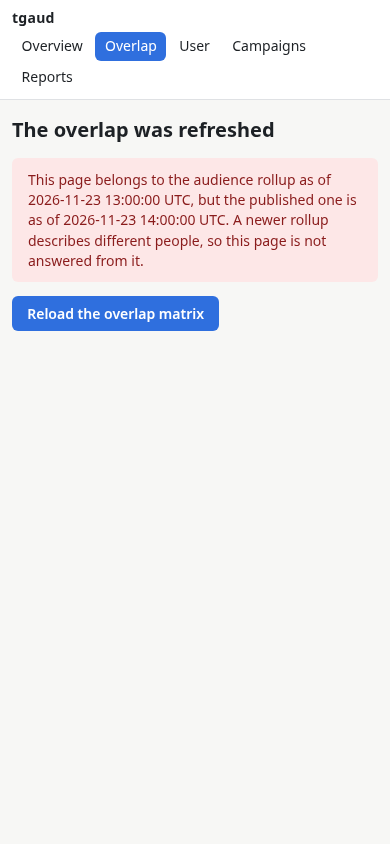 tgaud
Overview Overlap User Campaigns
Reports
The overlap was refreshed
This page belongs to the audience rollup as of
2026-11-23 13:00:00 UTC, but the published one is
as of 2026-11-23 14:00:00 UTC. A newer rollup
describes different people, so this page is not
answered from it.
Reload the overlap matrix